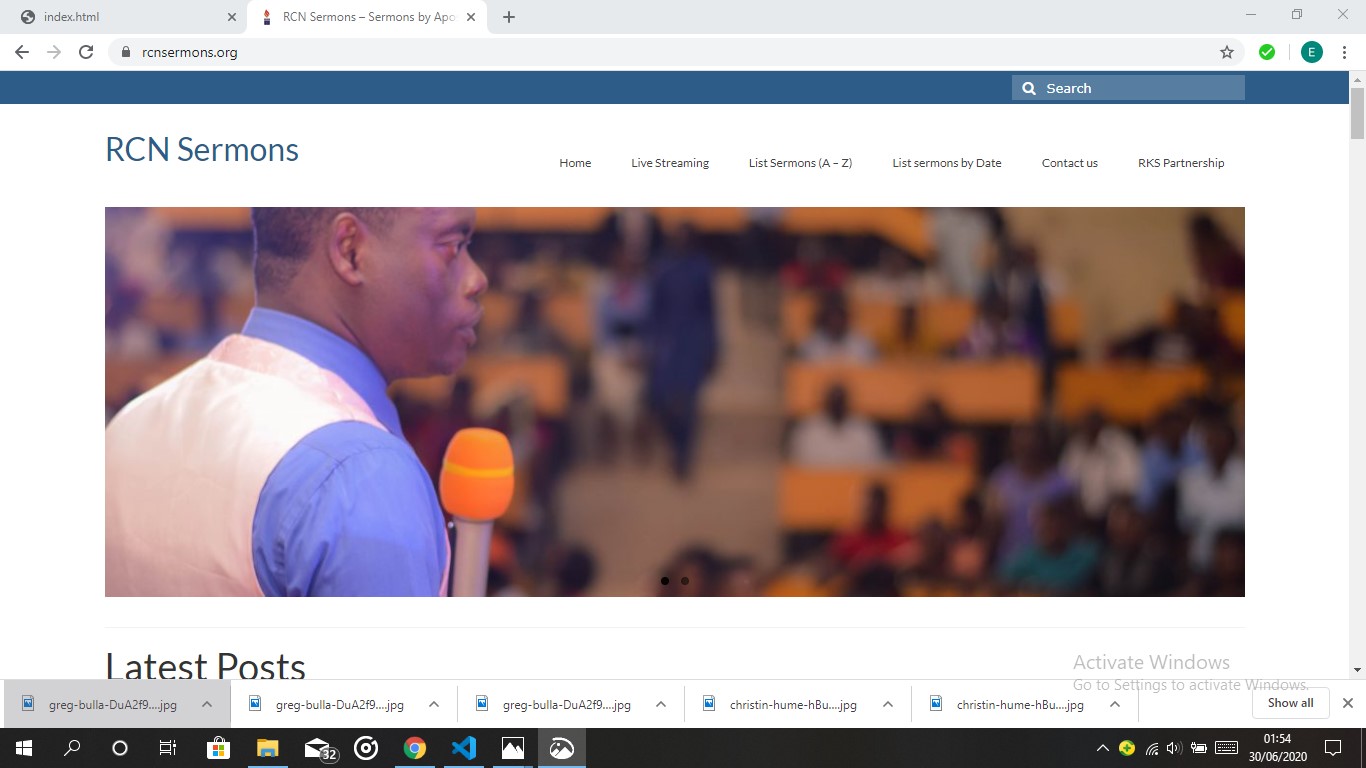 index.html
RCN Sermons – Sermons by Apo
rcnsermons.org
E
Search
RCN Sermons
Home Live Streaming List Sermons (A – Z) List sermons by Date Contact us RKS Partnership
Latest Posts
Activate Windows
Go to Settings to activate Windows.
greg-bulla-DuA2f9....jpg greg-bulla-DuA2f9....jpg greg-bulla-DuA2f9....jpg christin-hume-hBu....jpg christin-hume-hBu....jpg Show all
32
01:54
30/06/2020